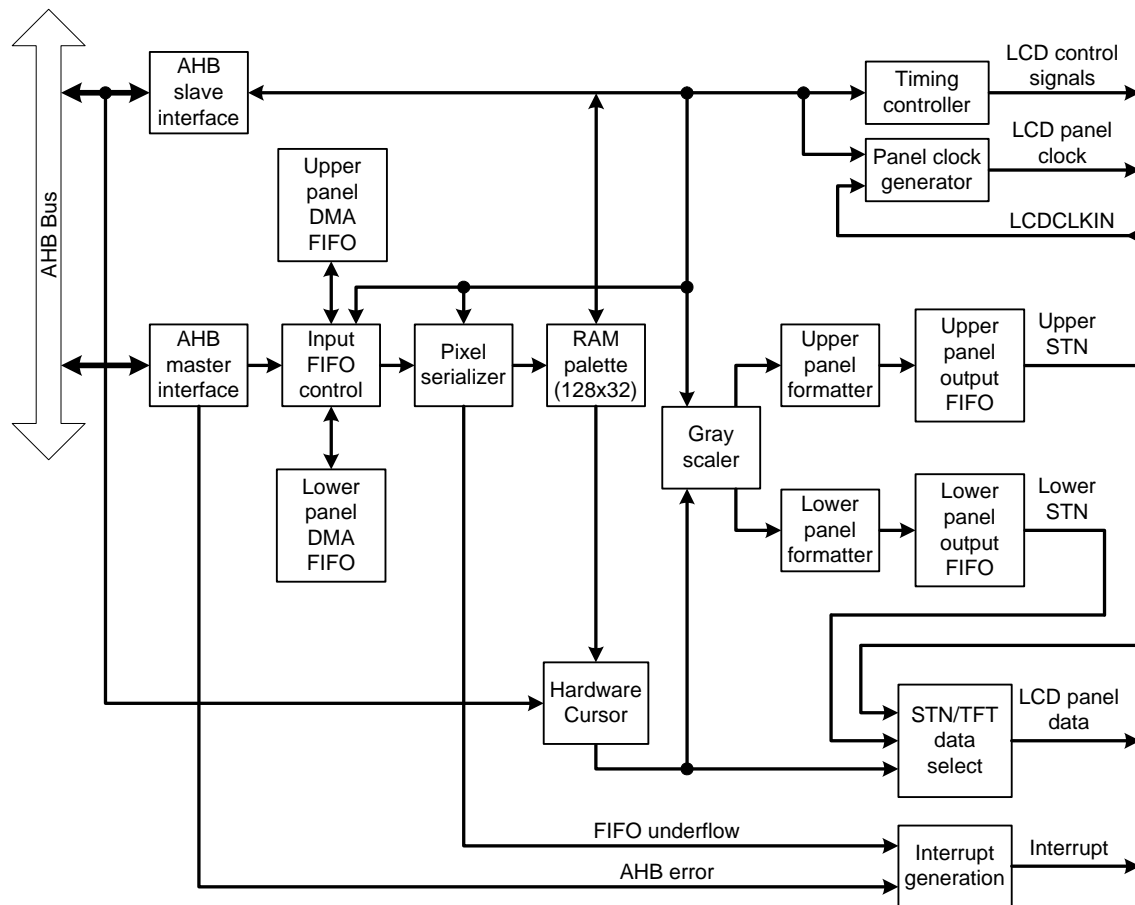 AHB
slave
interface
Timing
controller
LCD control
signals
LCD panel
clock
Panel clock
generator
LCDCLKIN
Upper
panel
DMA
FIFO
AHB Bus
AHB
master
interface
Input
FIFO
control
Pixel
serializer
RAM
palette
(128x32)
Upper
panel
formatter
Upper
panel
output
FIFO
Upper
STN
Gray
scaler
Lower
panel
DMA
FIFO
Lower
panel
formatter
Lower
panel
output
FIFO
Lower
STN
Hardware
Cursor
STN/TFT
data
select
LCD panel
data
FIFO underflow
AHB error
Interrupt
generation
Interrupt